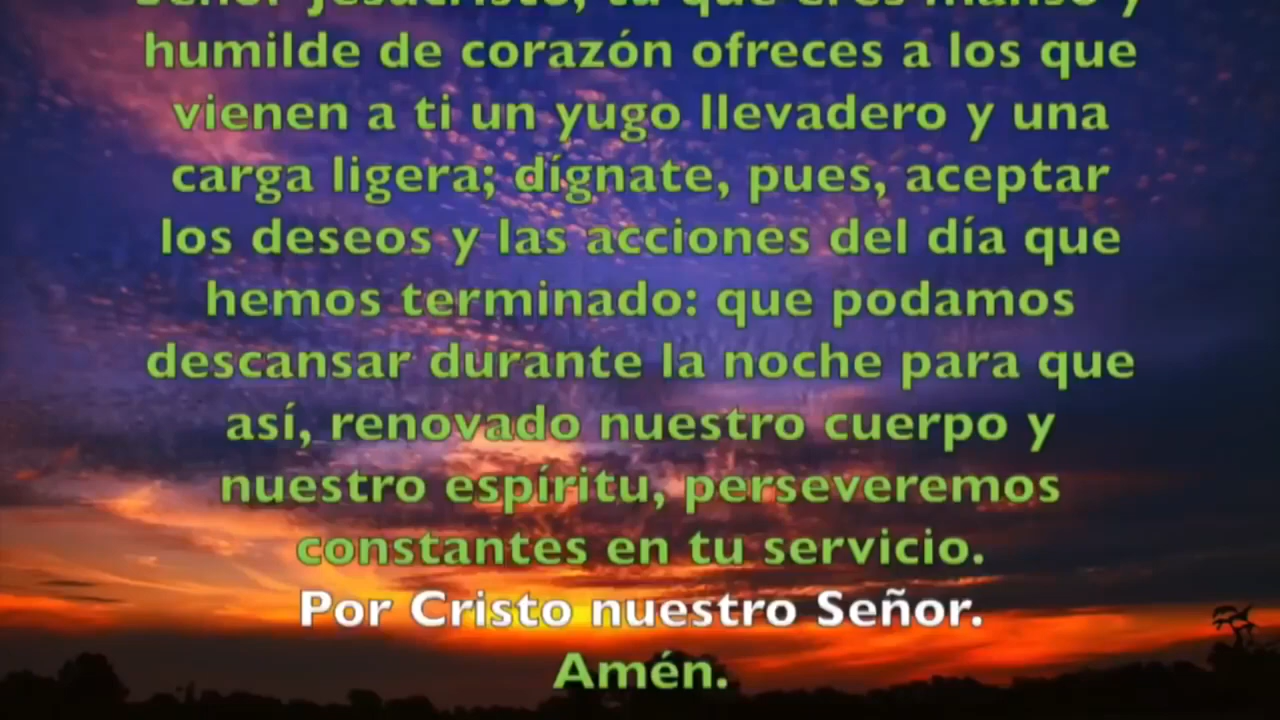 Señor Jesucristo, tú que eres manso y
humilde de corazón ofreces a los que
vienen a ti un yugo llevadero y una
carga ligera; dígnate, pues, aceptar
los deseos y las acciones del día que
hemos terminado: que podamos
descansar durante la noche para que
así, renovado nuestro cuerpo y
nuestro espíritu, perseveremos
constantes en tu servicio.
Por Cristo nuestro Señor.
Amén.